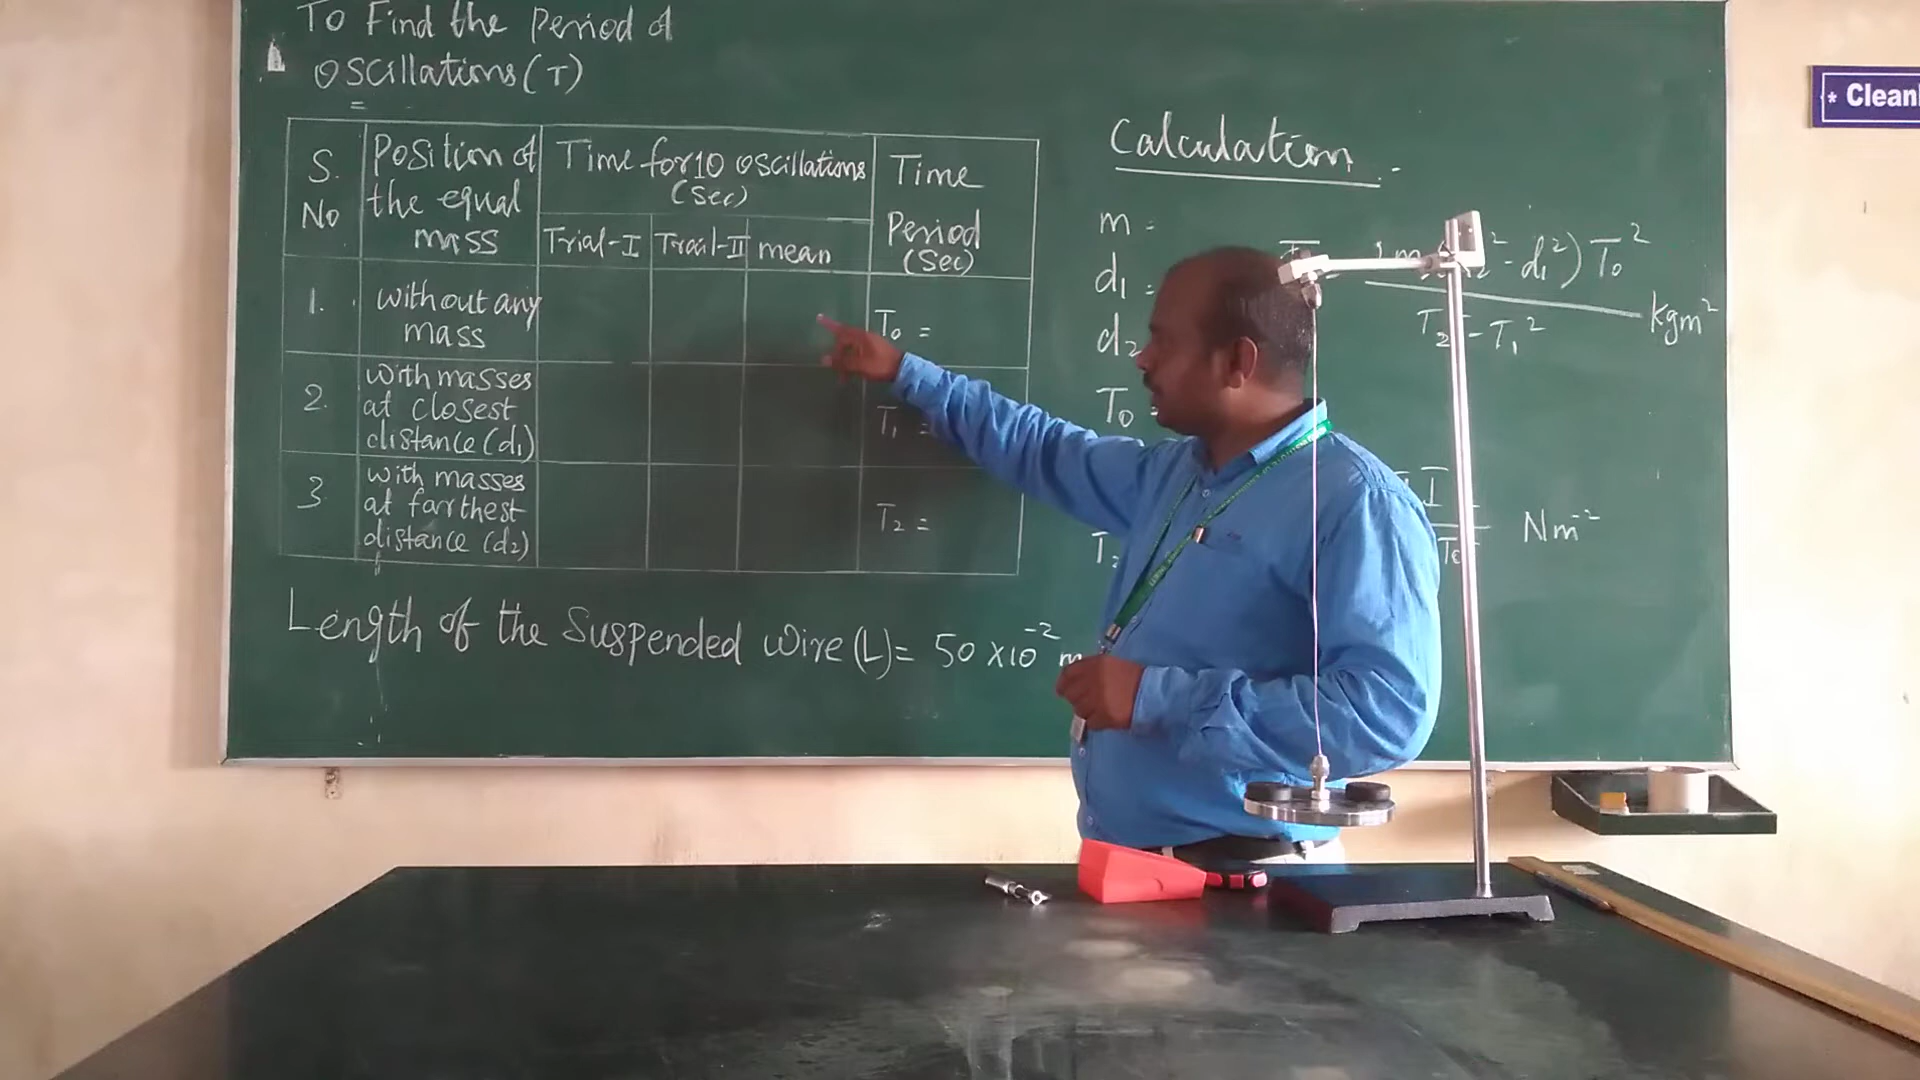 To Find the Period of
Oscillations (T)
S. No
Position of the equal mass
Time for 10 oscillations (Sec)
Time Period (Sec)
Trial-I
Trail-II
mean
1.
without any mass
T₀ =
2.
with masses at closest distance (d₁)
T₁ =
3
with masses at farthest distance (d₂)
T₂ =
Length of the Suspended wire (L) = 50 x 10⁻² m
Calculation
m =
d₁ =
d₂
T₀ =
- d₁²) T₀²
T₂² - T₁²
kgm²
I
Nm⁻²
* Clean